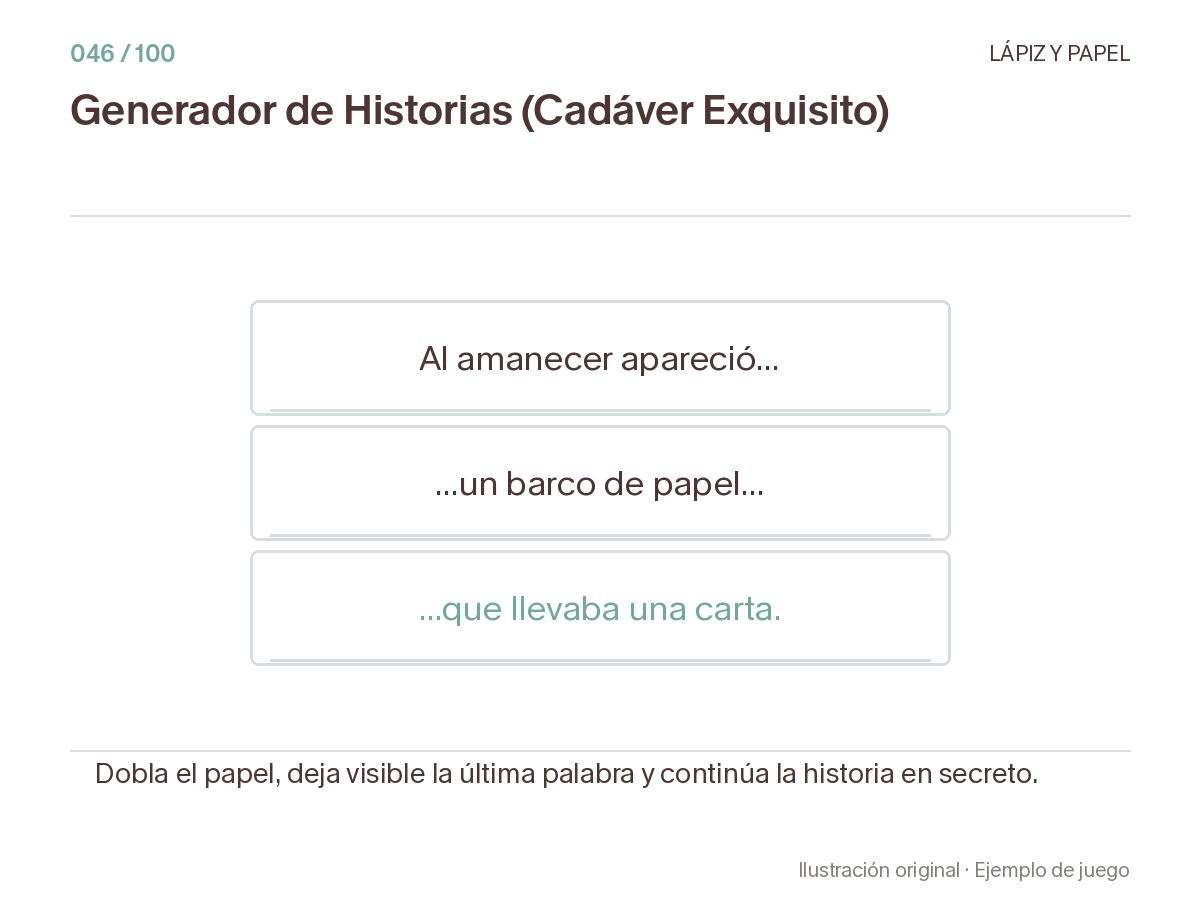 046 / 100
LÁPIZ Y PAPEL
Generador de Historias (Cadáver Exquisito)
Al amanecer apareció...
...un barco de papel...
...que llevaba una carta.
Dobla el papel, deja visible la última palabra y continúa la historia en secreto.
Ilustración original · Ejemplo de juego